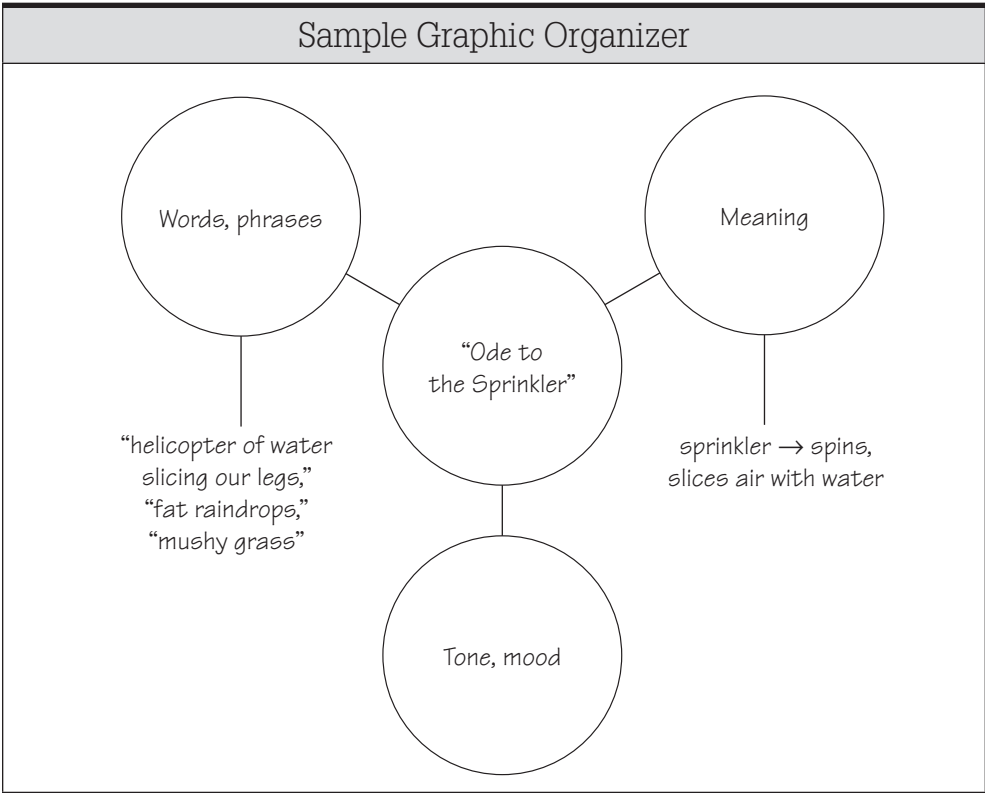 Sample Graphic Organizer
Words, phrases
Meaning
“Ode to
the Sprinkler”
“helicopter of water
slicing our legs,”
“fat raindrops,”
“mushy grass”
sprinkler → spins,
slices air with water
Tone, mood